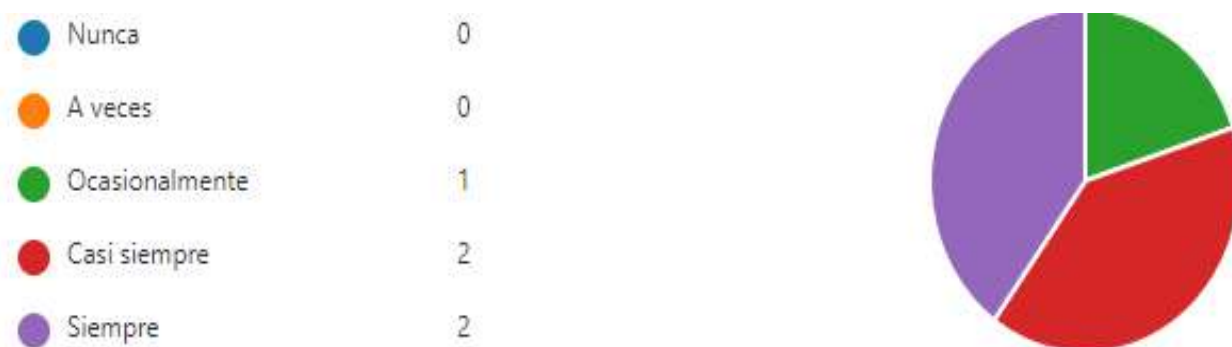 Nunca 0
A veces 0
Ocasionalmente 1
Casi siempre 2
Siempre 2